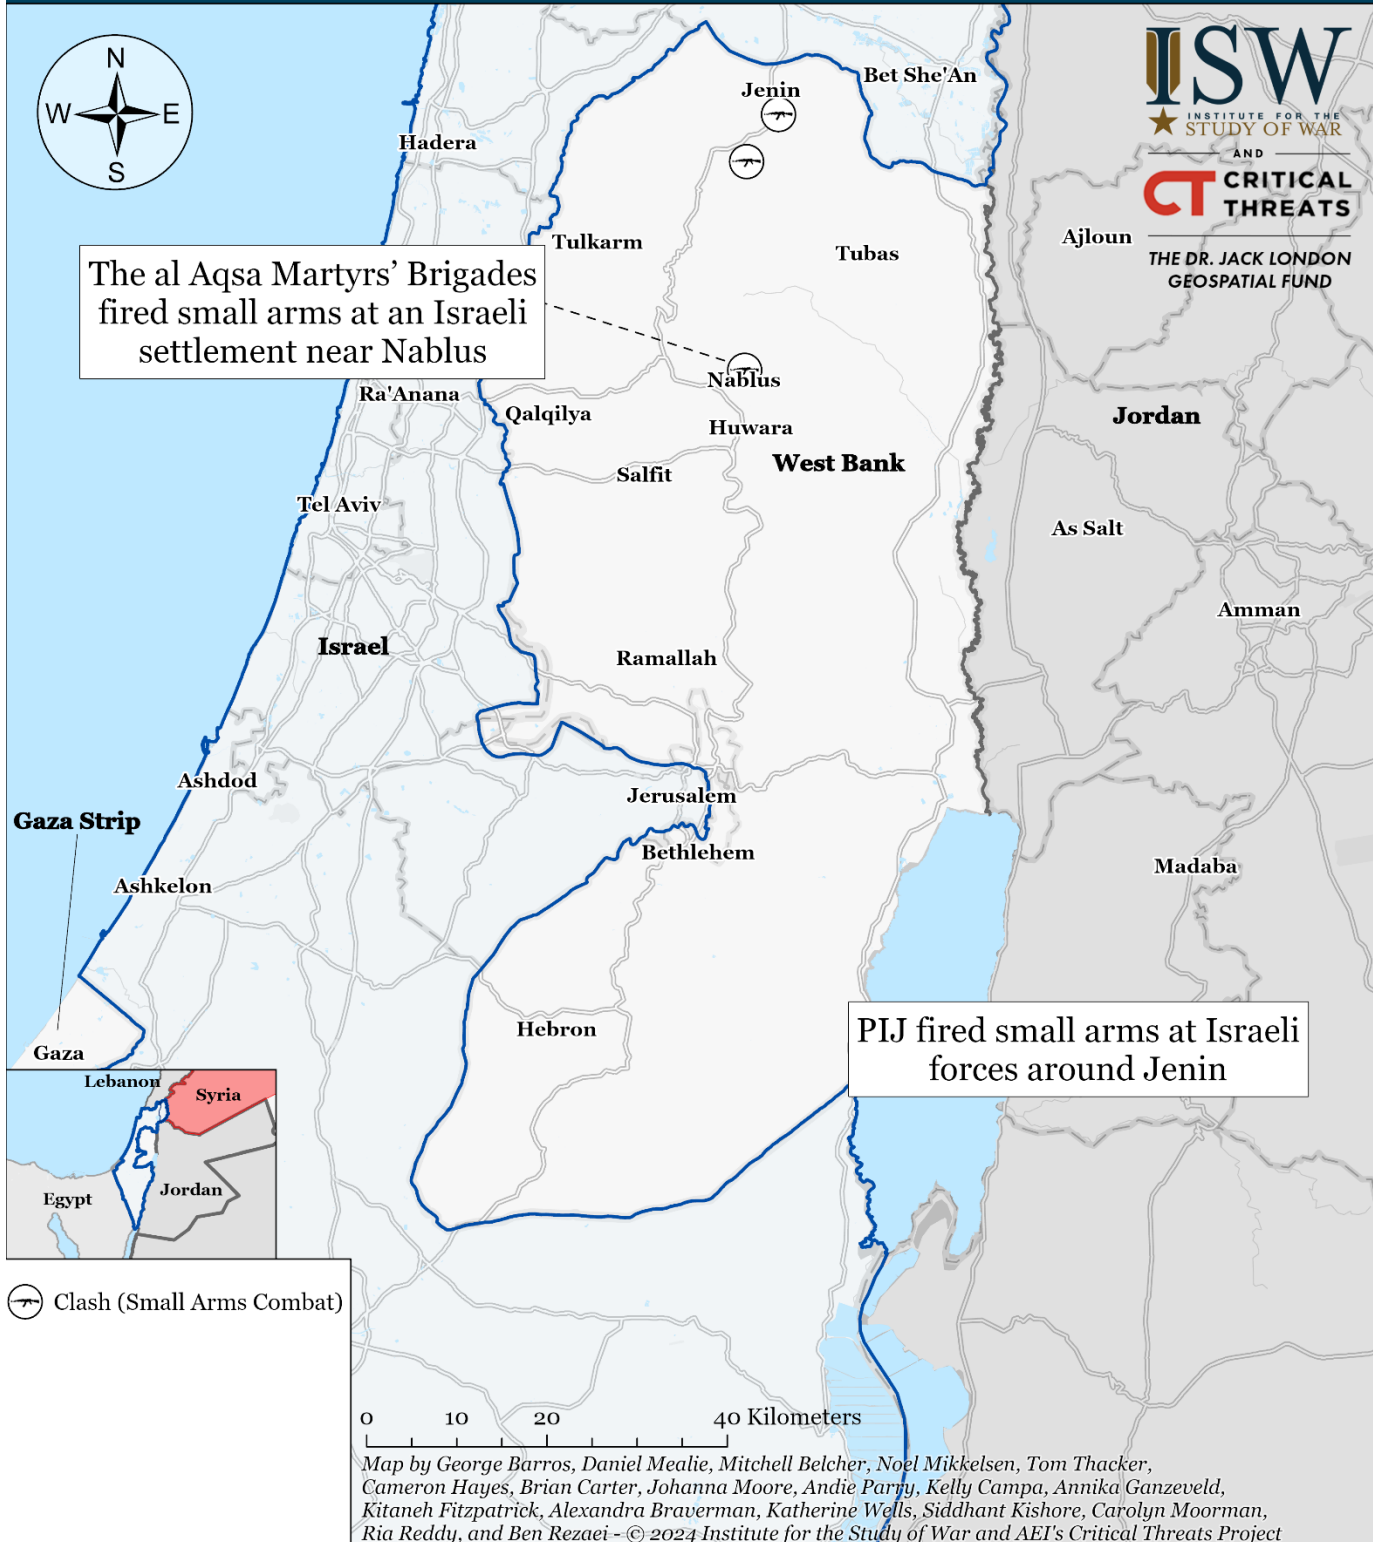 N
W
E
S
ISW
INSTITUTE FOR THE
STUDY OF WAR
AND
CT CRITICAL
THREATS
THE DR. JACK LONDON
GEOSPATIAL FUND
Bet She'An
Jenin
Hadera
Tulkarm
Tubas
Ajloun
The al Aqsa Martyrs’ Brigades
fired small arms at an Israeli
settlement near Nablus
Nablus
Ra'Anana
Qalqilya
Huwara
Jordan
West Bank
Salfit
Tel Aviv
As Salt
Amman
Israel
Ramallah
Ashdod
Jerusalem
Gaza Strip
Bethlehem
Madaba
Ashkelon
Hebron
PIJ fired small arms at Israeli
forces around Jenin
Gaza
Lebanon
Syria
Egypt
Jordan
Clash (Small Arms Combat)
0 10 20 40 Kilometers
Map by George Barros, Daniel Mealie, Mitchell Belcher, Noel Mikkelsen, Tom Thacker,
Cameron Hayes, Brian Carter, Johanna Moore, Andie Parry, Kelly Campa, Annika Ganzeveld,
Kitaneh Fitzpatrick, Alexandra Braverman, Katherine Wells, Siddhant Kishore, Carolyn Moorman,
Ria Reddy, and Ben Rezaei - © 2024 Institute for the Study of War and AEI's Critical Threats Project